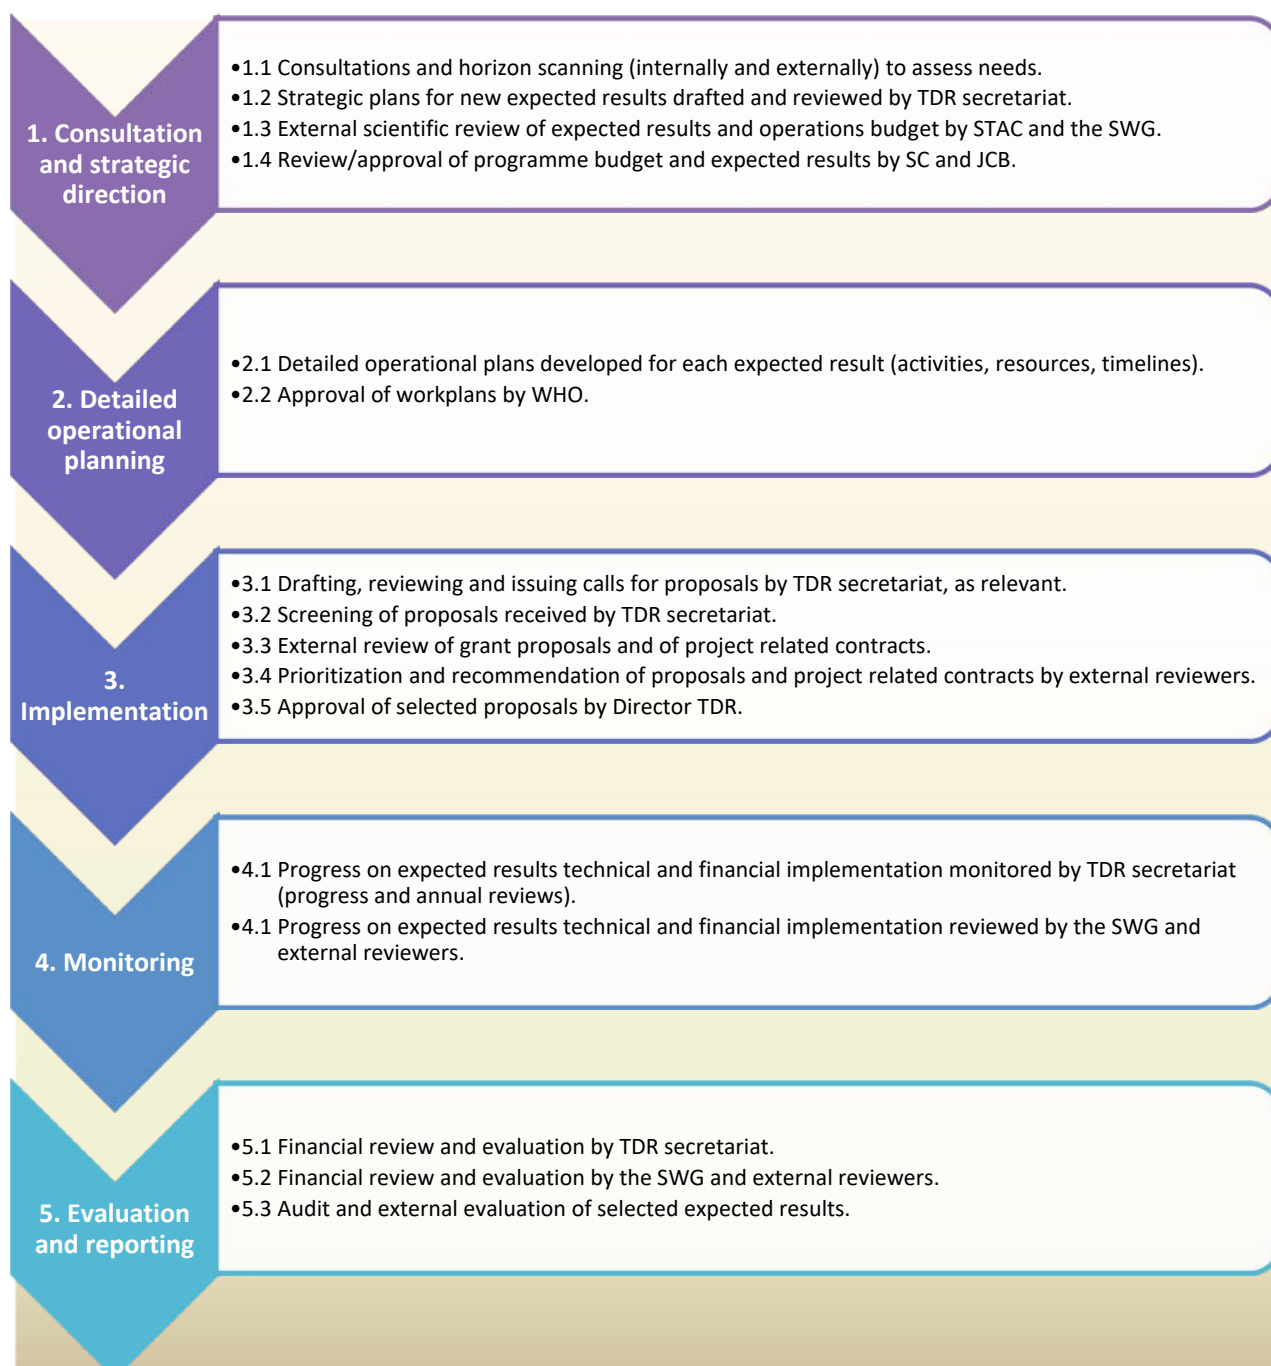 1. Consultation
and strategic
direction
•1.1 Consultations and horizon scanning (internally and externally) to assess needs.
•1.2 Strategic plans for new expected results drafted and reviewed by TDR secretariat.
•1.3 External scientific review of expected results and operations budget by STAC and the SWG.
•1.4 Review/approval of programme budget and expected results by SC and JCB.
2. Detailed
operational
planning
•2.1 Detailed operational plans developed for each expected result (activities, resources, timelines).
•2.2 Approval of workplans by WHO.
3.
Implementation
•3.1 Drafting, reviewing and issuing calls for proposals by TDR secretariat, as relevant.
•3.2 Screening of proposals received by TDR secretariat.
•3.3 External review of grant proposals and of project related contracts.
•3.4 Prioritization and recommendation of proposals and project related contracts by external reviewers.
•3.5 Approval of selected proposals by Director TDR.
4. Monitoring
•4.1 Progress on expected results technical and financial implementation monitored by TDR secretariat
(progress and annual reviews).
•4.1 Progress on expected results technical and financial implementation reviewed by the SWG and
external reviewers.
5. Evaluation
and reporting
•5.1 Financial review and evaluation by TDR secretariat.
•5.2 Financial review and evaluation by the SWG and external reviewers.
•5.3 Audit and external evaluation of selected expected results.